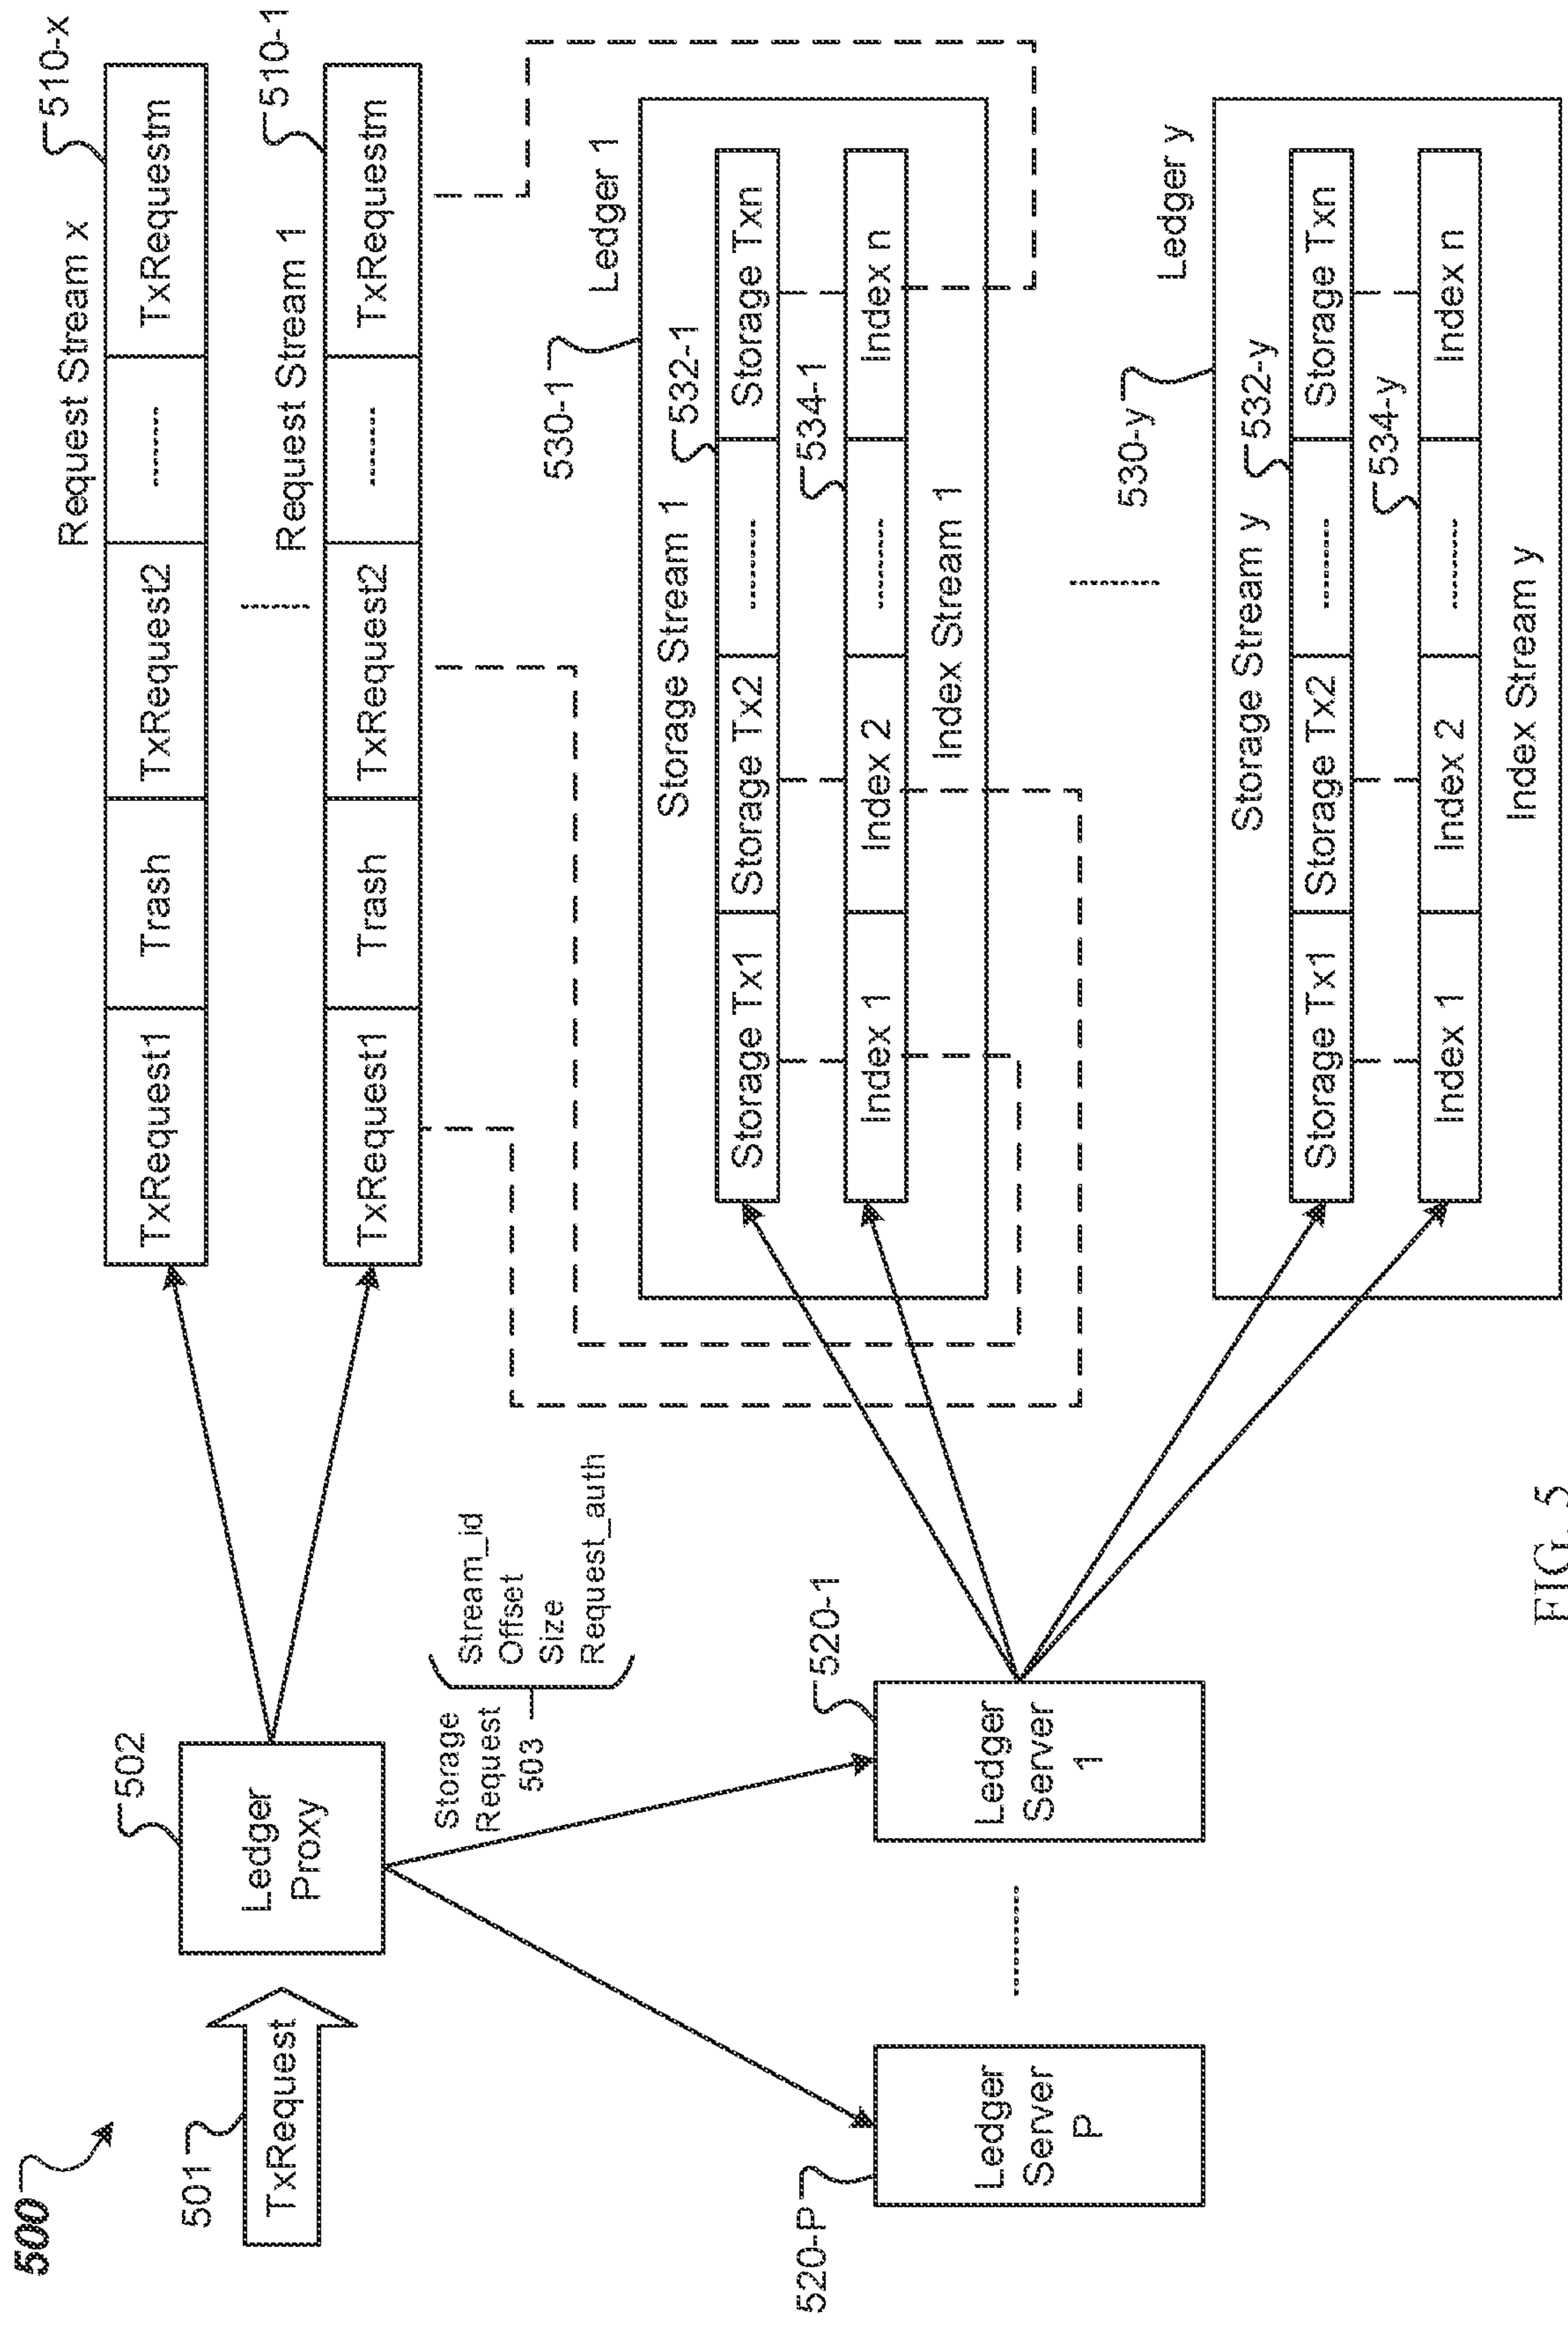 500
501
TxRequest
502
Ledger
Proxy
Request Stream x
510-x
TxRequest1
Trash
TxRequest2
........
TxRequestm
Request Stream 1
510-1
TxRequest1
Trash
TxRequest2
........
TxRequestm
Storage
Request
503
Stream_id
Offset
Size
Request_auth
520-P
Ledger
Server
P
520-1
Ledger
Server
1
530-1
Ledger 1
Storage Stream 1
532-1
Storage Tx1
Storage Tx2
.........
Storage Txn
534-1
Index 1
Index 2
.........
Index n
Index Stream 1
530-y
Ledger y
Storage Stream y
532-y
Storage Tx1
Storage Tx2
.........
Storage Txn
534-y
Index 1
Index 2
.........
Index n
Index Stream y
FIG. 5